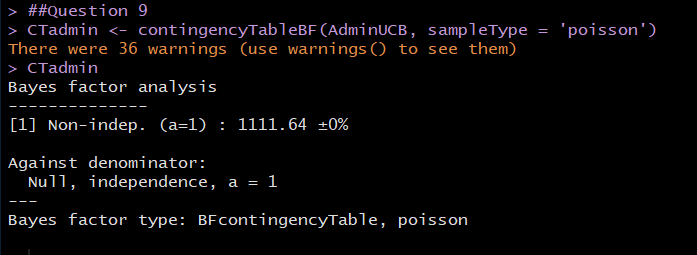 > ##Question 9
> CTadmin <- contingencyTableBF(AdminUCB, sampleType = 'poisson')
There were 36 warnings (use warnings() to see them)
> CTadmin
Bayes factor analysis
--------------
[1] Non-indep. (a=1) : 1111.64 ±0%
Against denominator:
  Null, independence, a = 1
---
Bayes factor type: BFcontingencyTable, poisson